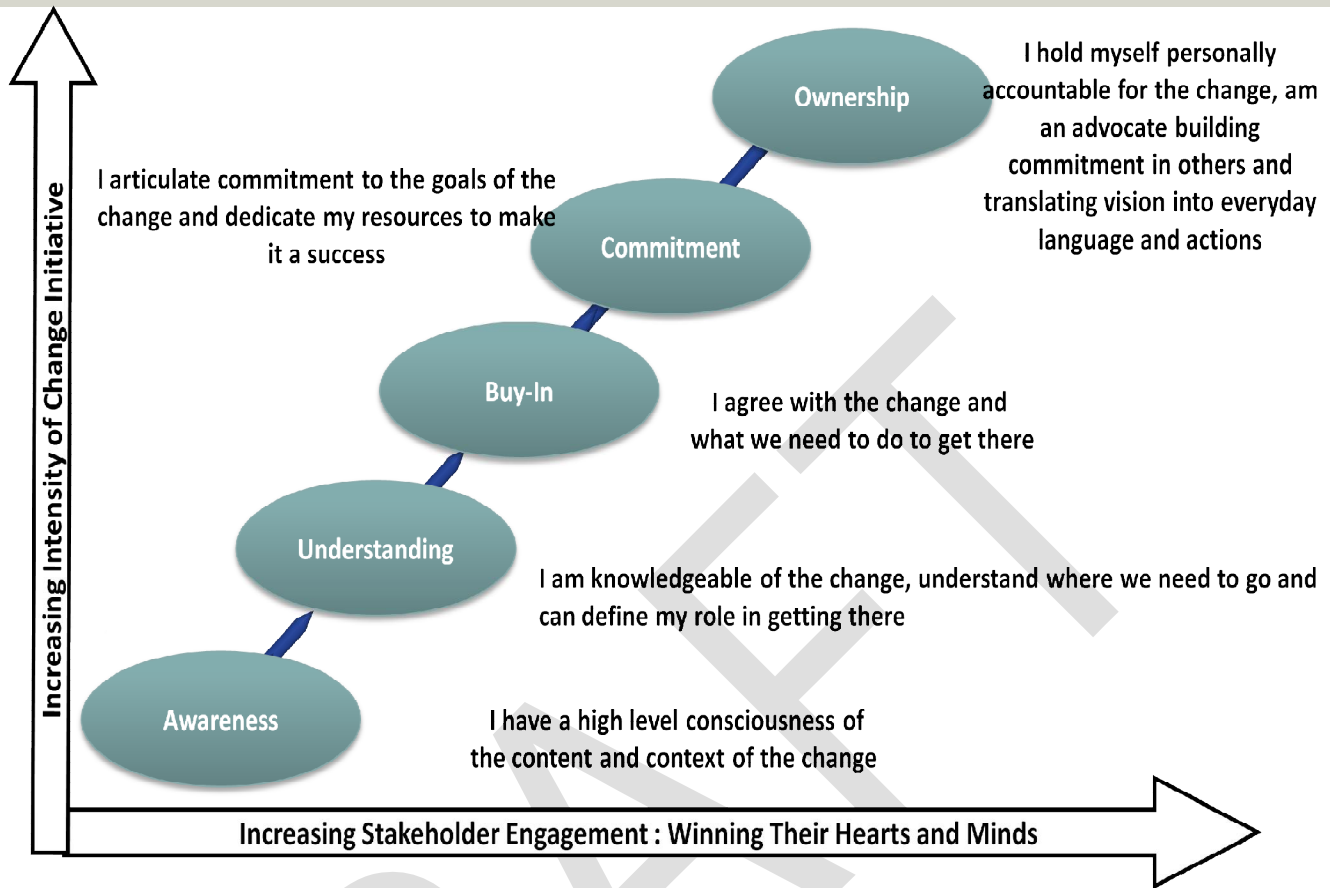 Ownership
I hold myself personally
accountable for the change, am
an advocate building
commitment in others and
translating vision into everyday
language and actions
I articulate commitment to the goals of the
change and dedicate my resources to make
it a success
Commitment
Buy-In
I agree with the change and
what we need to do to get there
Understanding
I am knowledgeable of the change, understand where we need to go and
can define my role in getting there
Awareness
I have a high level consciousness of
the content and context of the change
Increasing Intensity of Change Initiative
Increasing Stakeholder Engagement : Winning Their Hearts and Minds
AFT